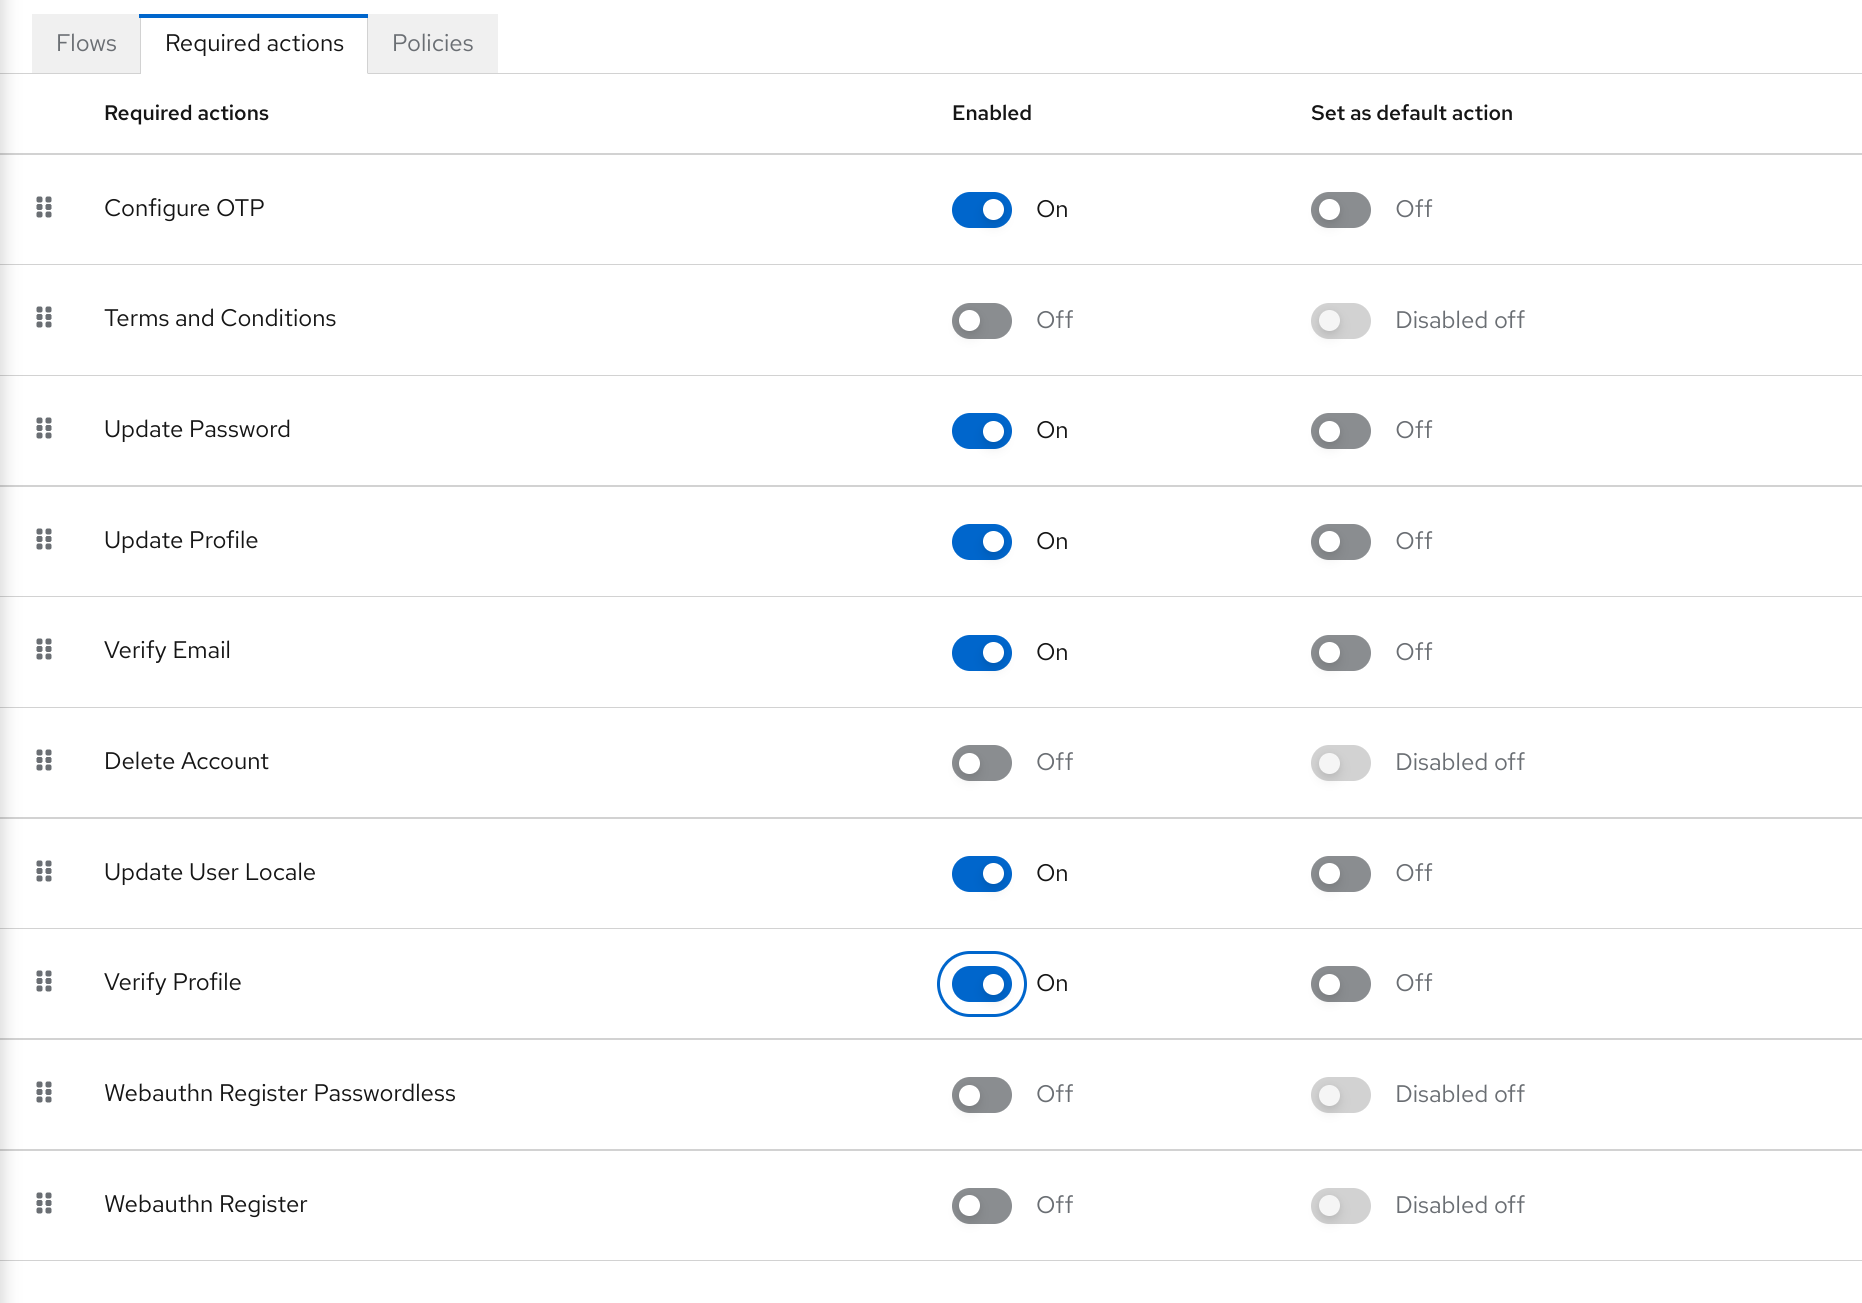 Flows Required actions Policies
Required actions Enabled Set as default action
Configure OTP On Off
Terms and Conditions Off Disabled off
Update Password On Off
Update Profile On Off
Verify Email On Off
Delete Account Off Disabled off
Update User Locale On Off
Verify Profile On Off
Webauthn Register Passwordless Off Disabled off
Webauthn Register Off Disabled off